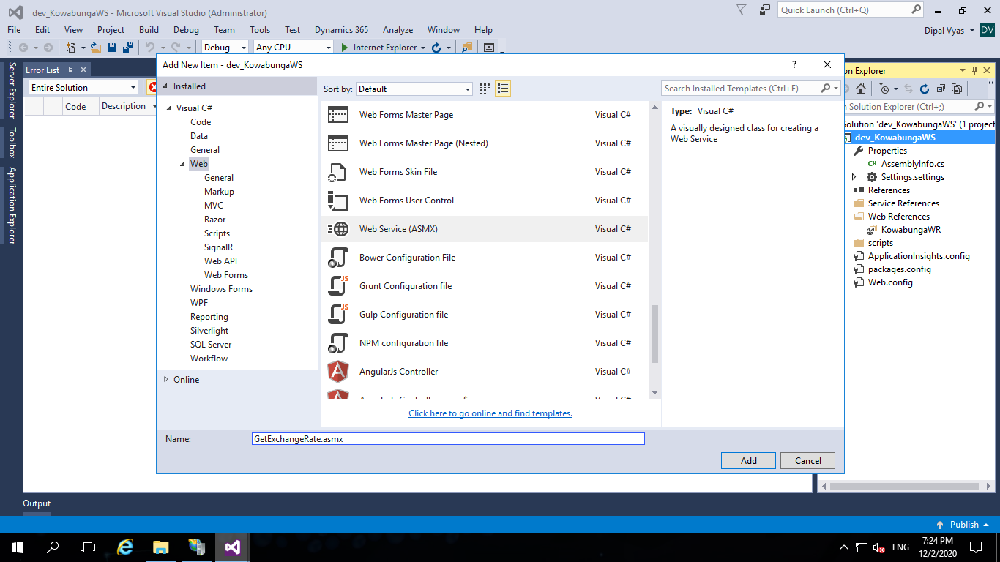 dev_KowabungaWS - Microsoft Visual Studio (Administrator)
Quick Launch (Ctrl+Q)
File Edit View Project Build Debug Team Tools Test Dynamics 365 Analyze Window Help
Dipal Vyas DV
Debug Any CPU Internet Explorer
Server Explorer
Toolbox
Application Explorer
Error List
Entire Solution
Code Description
Add New Item - dev_KowabungaWS
?
Installed
Visual C#
Code
Data
General
Web
General
Markup
MVC
Razor
Scripts
SignalR
Web API
Web Forms
Windows Forms
WPF
Reporting
Silverlight
SQL Server
Workflow
Online
Sort by: Default
Search Installed Templates (Ctrl+E)
Web Forms Master Page Visual C#
Web Forms Master Page (Nested) Visual C#
Web Forms Skin File Visual C#
Web Forms User Control Visual C#
Web Service (ASMX) Visual C#
Bower Configuration File Visual C#
JS
Grunt Configuration file Visual C#
JS
Gulp Configuration file Visual C#
NPM configuration file Visual C#
AngularJs Controller Visual C#
Click here to go online and find templates.
Type: Visual C#
A visually designed class for creating a
Web Service
Name: GetExchangeRate.asmx
Add Cancel
on Explorer
h Solution Explorer (Ctrl+;)
Solution 'dev_KowabungaWS' (1 project
dev_KowabungaWS
Properties
C# AssemblyInfo.cs
Settings.settings
References
Service References
Web References
KowabungaWR
scripts
ApplicationInsights.config
packages.config
Web.config
Output
Publish
ENG
7:24 PM
12/2/2020